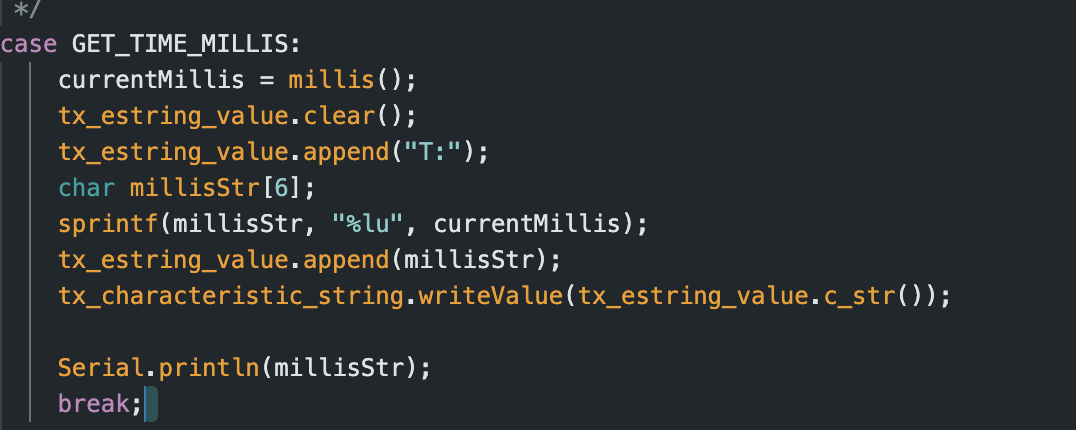 */
case GET_TIME_MILLIS:
currentMillis = millis();
tx_estring_value.clear();
tx_estring_value.append("T:");
char millisStr[6];
sprintf(millisStr, "%lu", currentMillis);
tx_estring_value.append(millisStr);
tx_characteristic_string.writeValue(tx_estring_value.c_str());
Serial.println(millisStr);
break;